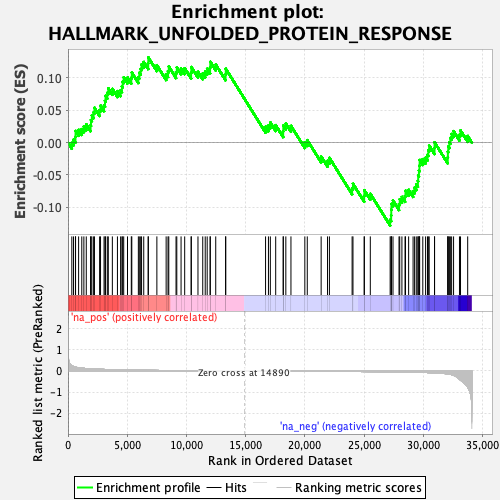 Enrichment plot:
HALLMARK_UNFOLDED_PROTEIN_RESPONSE
Enrichment score (ES)
0.10
0.05
0.00
-0.05
-0.10
'na_pos' (positively correlated)
Ranked list metric (PreRanked)
2
1
0
-1
-2
Zero cross at 14890
'na_neg' (negatively correlated)
0
5,000
10,000
15,000
20,000
25,000
30,000
35,000
Rank in Ordered Dataset
Enrichment profile
Hits
Ranking metric scores